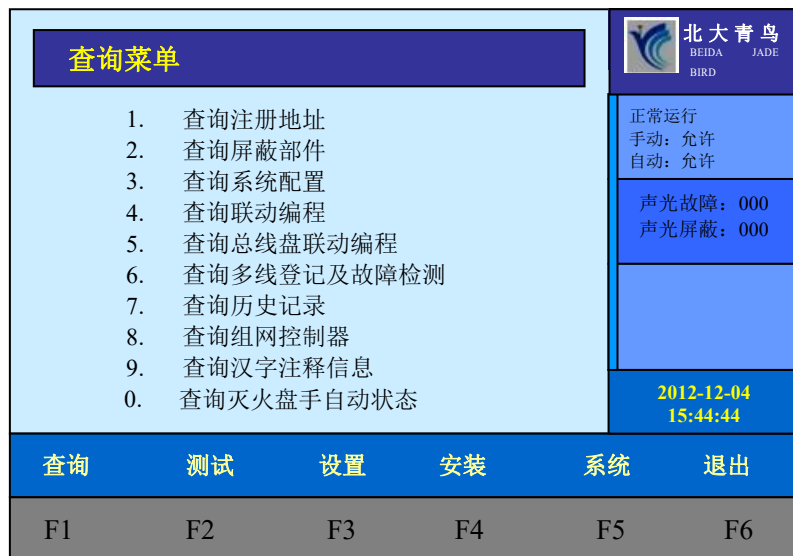 查询菜单
1. 查询注册地址
2. 查询屏蔽部件
3. 查询系统配置
4. 查询联动编程
5. 查询总线盘联动编程
6. 查询多线登记及故障检测
7. 查询历史记录
8. 查询组网控制器
9. 查询汉字注释信息
0. 查询灭火盘手自动状态
北大青鸟
BEIDA JADE
BIRD
正常运行
手动：允许
自动：允许
声光故障：000
声光屏蔽：000
2012-12-04
15:44:44
查询 测试 设置 安装 系统 退出
F1 F2 F3 F4 F5 F6